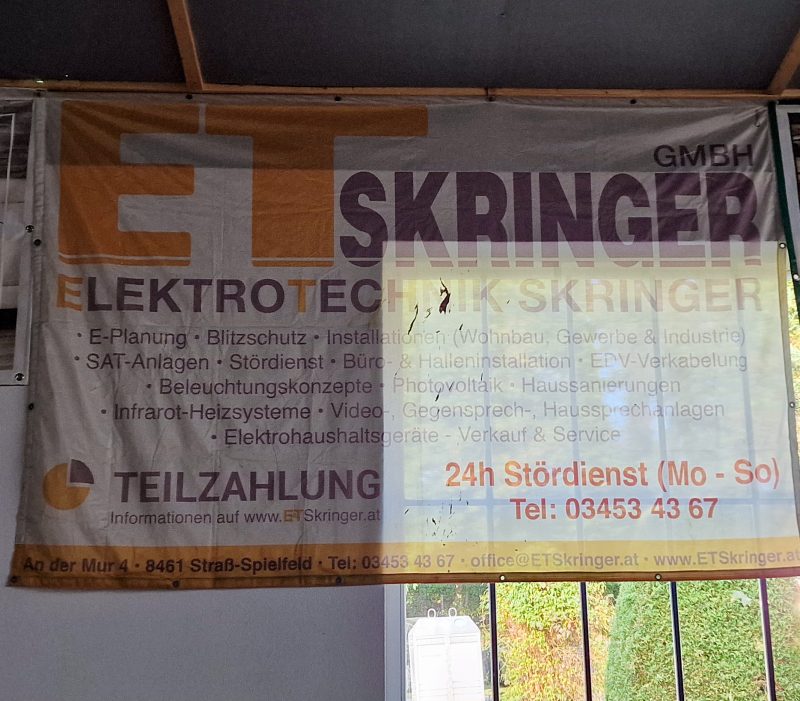 ET SKRINGER GMBH
ELEKTROTECHNIK SKRINGER
• E-Planung • Blitzschutz • Installationen (Wohnbau, Gewerbe & Industrie)
• SAT-Anlagen • Stördienst • Büro- & Halleninstallation • EDV-Verkabelung
• Beleuchtungskonzepte • Photovoltaik • Haussanierungen
• Infrarot-Heizsysteme • Video-, Gegensprech-, Haussprechanlagen
• Elektrohaushaltsgeräte - Verkauf & Service
TEILZAHLUNG
Informationen auf www.ETSkringer.at
24h Stördienst (Mo - So)
Tel: 03453 43 67
An der Mur 4 • 8461 Straß-Spielfeld • Tel: 03453 43 67 • office@ETSkringer.at • www.ETSkringer.at